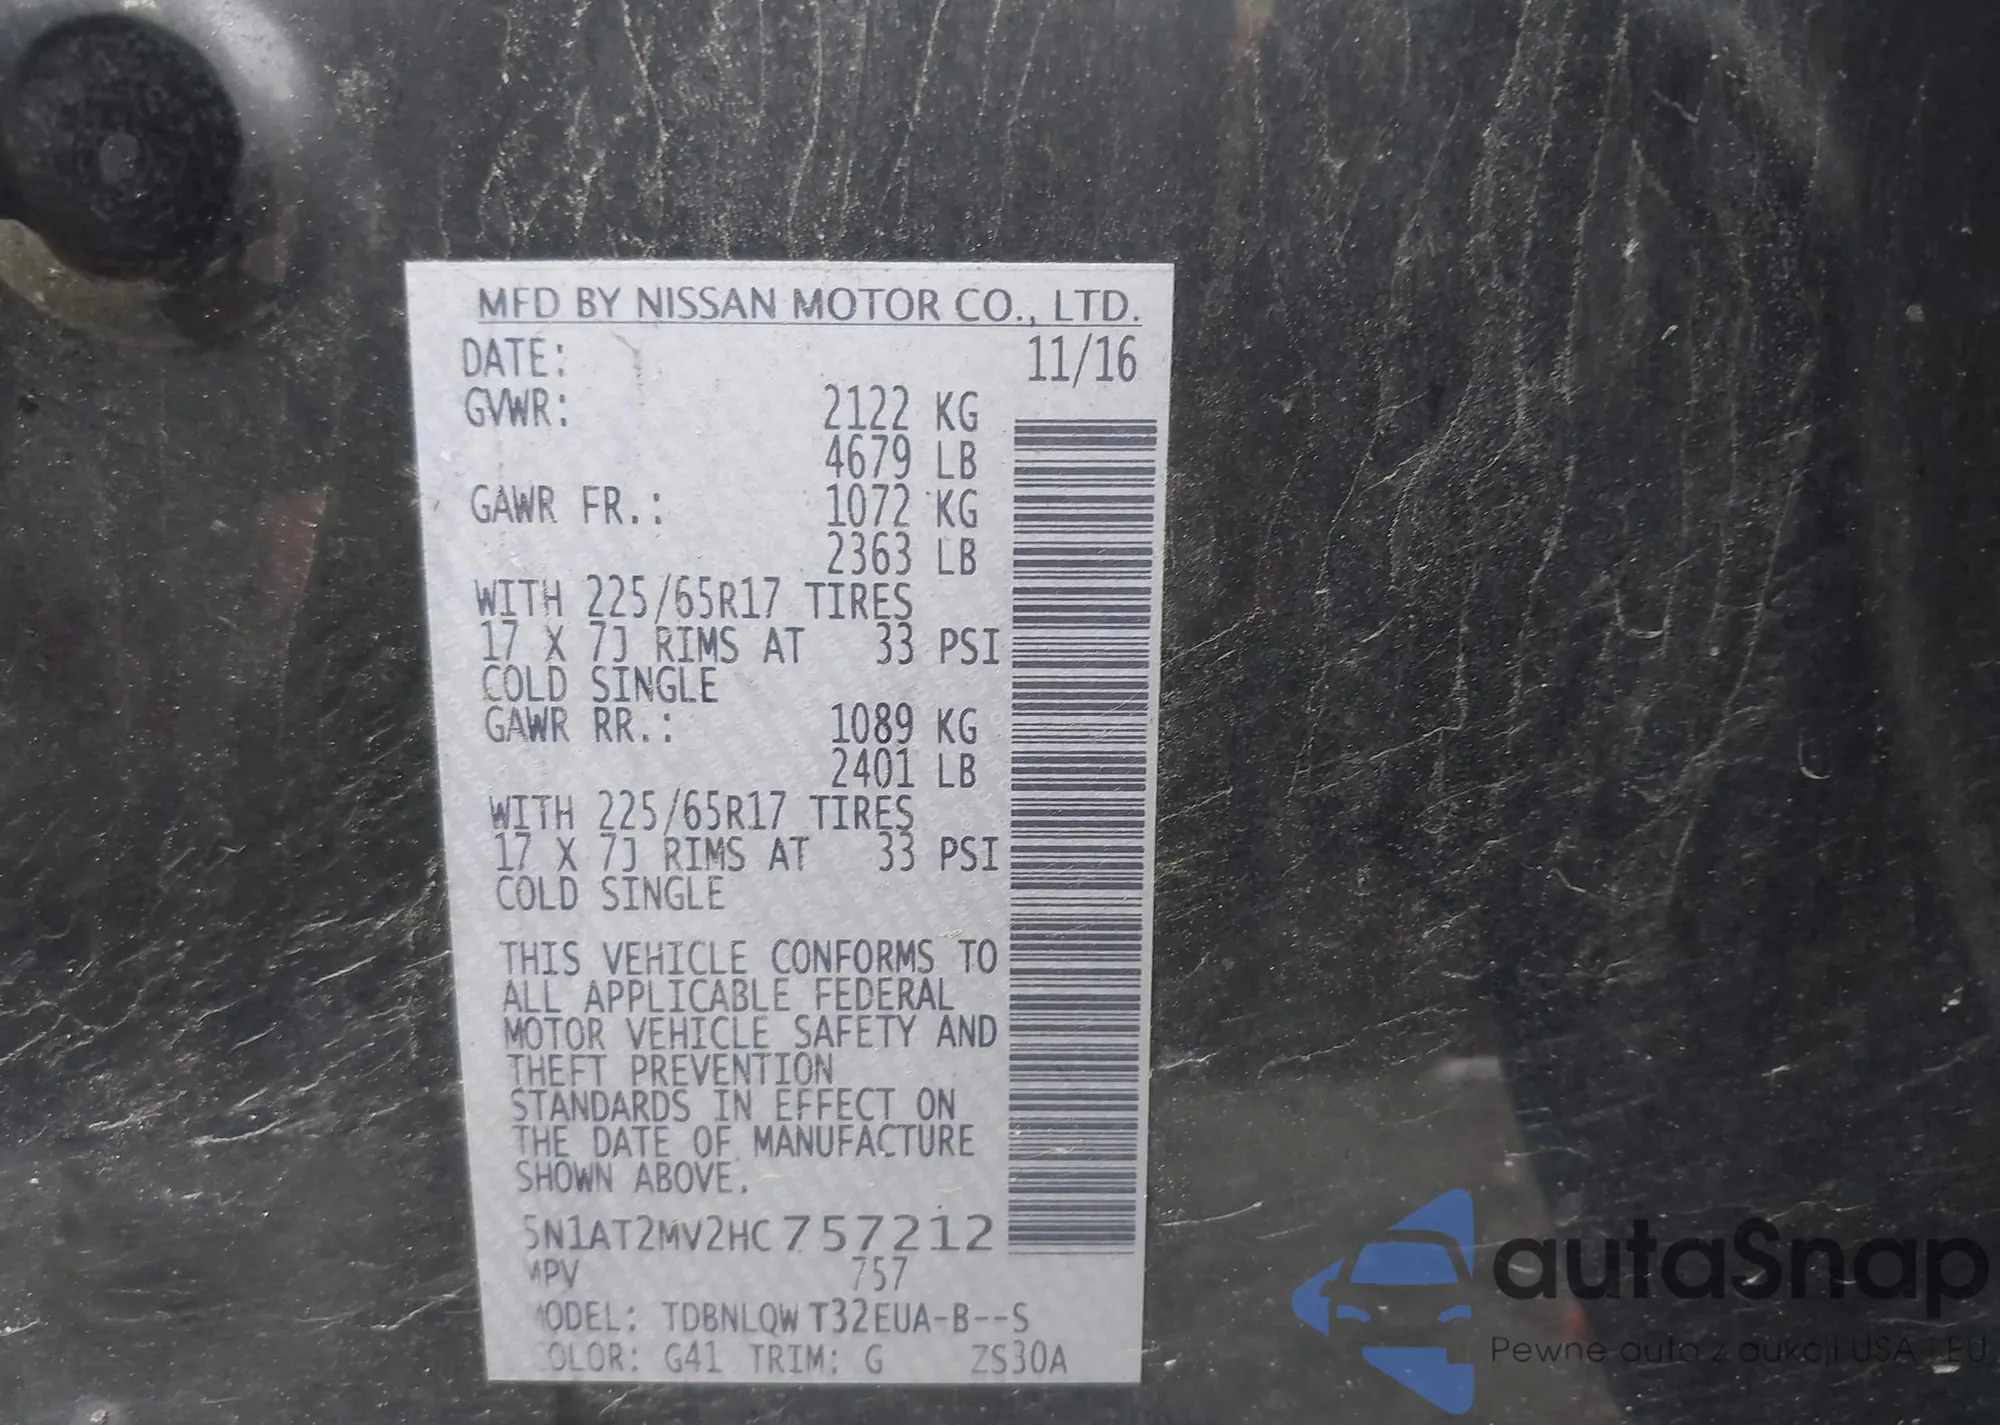 MFD BY NISSAN MOTOR CO., LTD.
DATE: 11/16
GVWR: 2122 KG
4679 LB
GAWR FR.: 1072 KG
2363 LB
WITH 225/65R17 TIRES
17 X 7J RIMS AT 33 PSI
COLD SINGLE
GAWR RR.: 1089 KG
2401 LB
WITH 225/65R17 TIRES
17 X 7J RIMS AT 33 PSI
COLD SINGLE
THIS VEHICLE CONFORMS TO
ALL APPLICABLE FEDERAL
MOTOR VEHICLE SAFETY AND
THEFT PREVENTION
STANDARDS IN EFFECT ON
THE DATE OF MANUFACTURE
SHOWN ABOVE.
5N1AT2MV2HC757212
MPV 757
MODEL: TDBNLQW T32EUA-B--S
COLOR: G41 TRIM: G ZS30A
autaSnap
Pewne auta z aukcji USA i EU